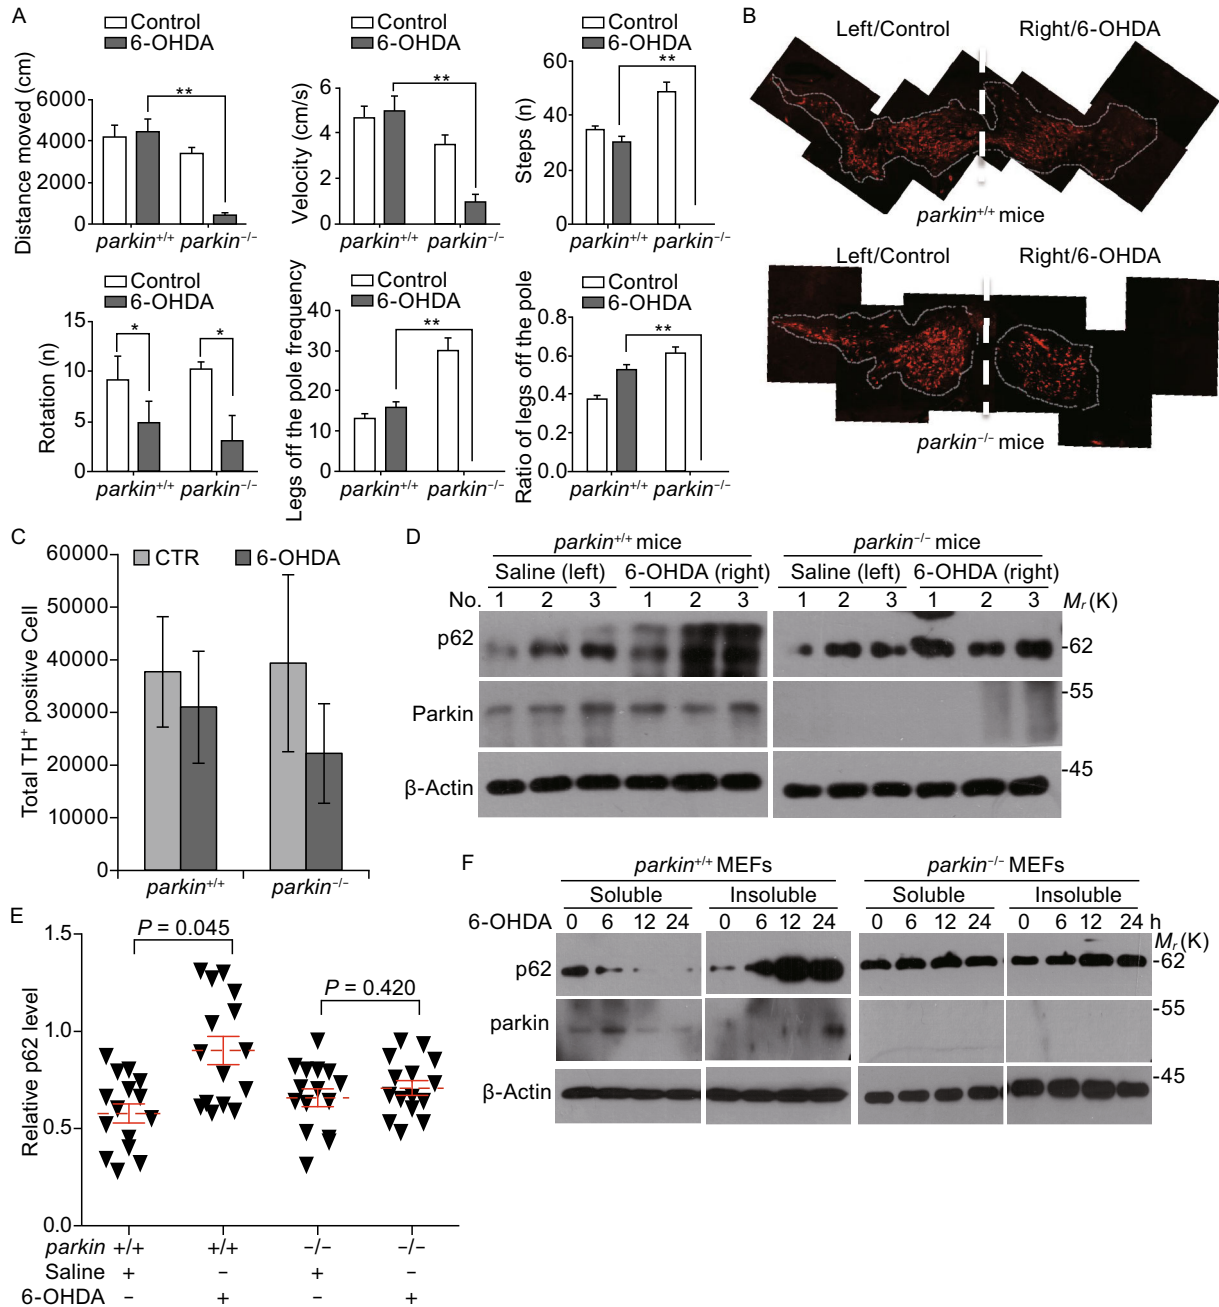 A
Control
6-OHDA
Distance moved (cm)
6000
4000
2000
0
**
parkin+/+ parkin−/−
Control
6-OHDA
Velocity (cm/s)
6
4
2
0
**
parkin+/+ parkin−/−
Control
6-OHDA
Steps (n)
60
40
20
0
**
parkin+/+ parkin−/−
Control
6-OHDA
Rotation (n)
15
10
5
0
* *
parkin+/+ parkin−/−
Control
6-OHDA
Legs off the pole frequency
40
30
20
10
0
**
parkin+/+ parkin−/−
Control
6-OHDA
Ratio of legs off the pole
0.8
0.6
0.4
0.2
0.0
**
parkin+/+ parkin−/−
B
Left/Control Right/6-OHDA
parkin+/+ mice
Left/Control Right/6-OHDA
parkin−/− mice
C
CTR 6-OHDA
Total TH+ positive Cell
60000
50000
40000
30000
20000
10000
0
parkin+/+ parkin−/−
D
parkin+/+ mice parkin−/− mice
Saline (left) 6-OHDA (right) Saline (left) 6-OHDA (right)
No. 1 2 3 1 2 3 1 2 3 1 2 3 Mr (K)
p62 -62
Parkin -55
β-Actin -45
E
Relative p62 level
1.5
1.0
0.5
0.0
P = 0.045
P = 0.420
parkin +/+ +/+ −/− −/−
Saline + − + −
6-OHDA − + − +
F
parkin+/+ MEFs parkin−/− MEFs
Soluble Insoluble Soluble Insoluble
6-OHDA 0 6 12 24 0 6 12 24 0 6 12 24 0 6 12 24 h
Mr (K)
p62 -62
parkin -55
β-Actin -45